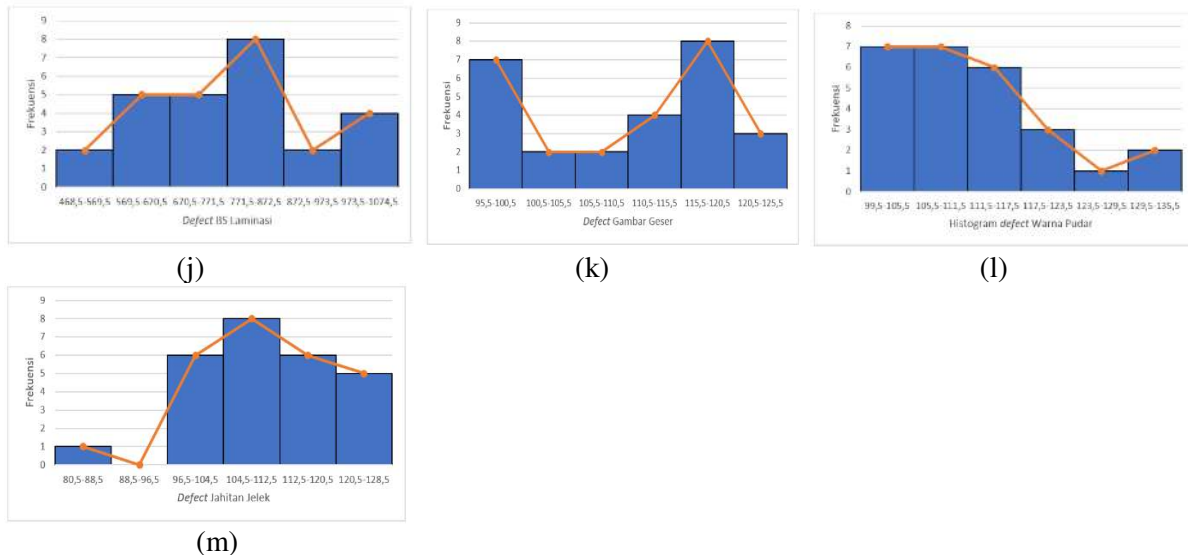 9
8
7
6
5
4
3
2
1
0
Frekuensi
468,5-569,5 569,5-670,5 670,5-771,5 771,5-872,5 872,5-973,5 973,5-1074,5
Defect BS Laminasi
(j)
9
8
7
6
5
4
3
2
1
0
Frekuensi
95,5-100,5 100,5-105,5 105,5-110,5 110,5-115,5 115,5-120,5 120,5-125,5
Defect Gambar Geser
(k)
8
7
6
5
4
3
2
1
0
Frekuensi
99,5-105,5 105,5-111,5 111,5-117,5 117,5-123,5 123,5-129,5 129,5-135,5
Histogram defect Warna Pudar
(l)
9
8
7
6
5
4
3
2
1
0
Frekuensi
80,5-88,5 88,5-96,5 96,5-104,5 104,5-112,5 112,5-120,5 120,5-128,5
Defect Jahitan Jelek
(m)